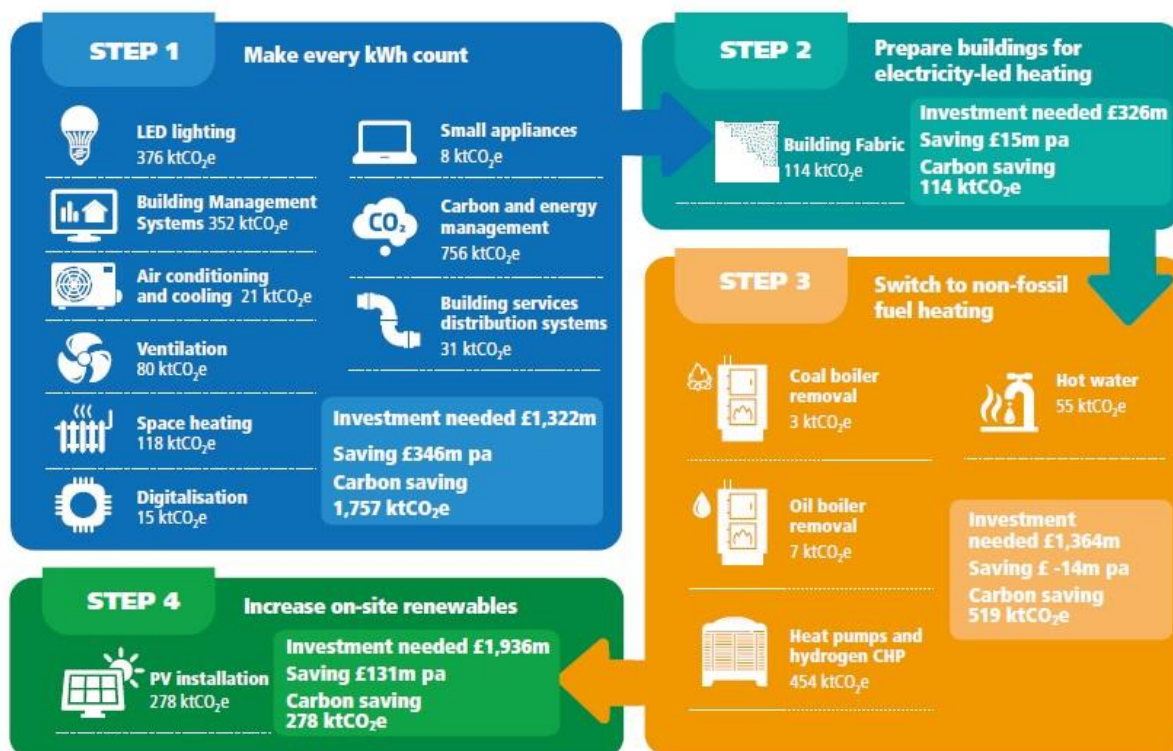 STEP 1
Make every kWh count
LED lighting
376 ktCO₂e
Building Management
Systems 352 ktCO₂e
Air conditioning
and cooling 21 ktCO₂e
Ventilation
80 ktCO₂e
Space heating
118 ktCO₂e
Digitalisation
15 ktCO₂e
Small appliances
8 ktCO₂e
CO₂
Carbon and energy
management
756 ktCO₂e
Building services
distribution systems
31 ktCO₂e
Investment needed £1,322m
Saving £346m pa
Carbon saving
1,757 ktCO₂e
STEP 2
Prepare buildings for
electricity-led heating
Building Fabric
114 ktCO₂e
Investment needed £326m
Saving £15m pa
Carbon saving
114 ktCO₂e
STEP 3
Switch to non-fossil
fuel heating
Coal boiler
removal
3 ktCO₂e
Oil boiler
removal
7 ktCO₂e
Heat pumps and
hydrogen CHP
454 ktCO₂e
Hot water
55 ktCO₂e
Investment
needed £1,364m
Saving £ -14m pa
Carbon saving
519 ktCO₂e
STEP 4
Increase on-site renewables
PV installation
278 ktCO₂e
Investment needed £1,936m
Saving £131m pa
Carbon saving
278 ktCO₂e